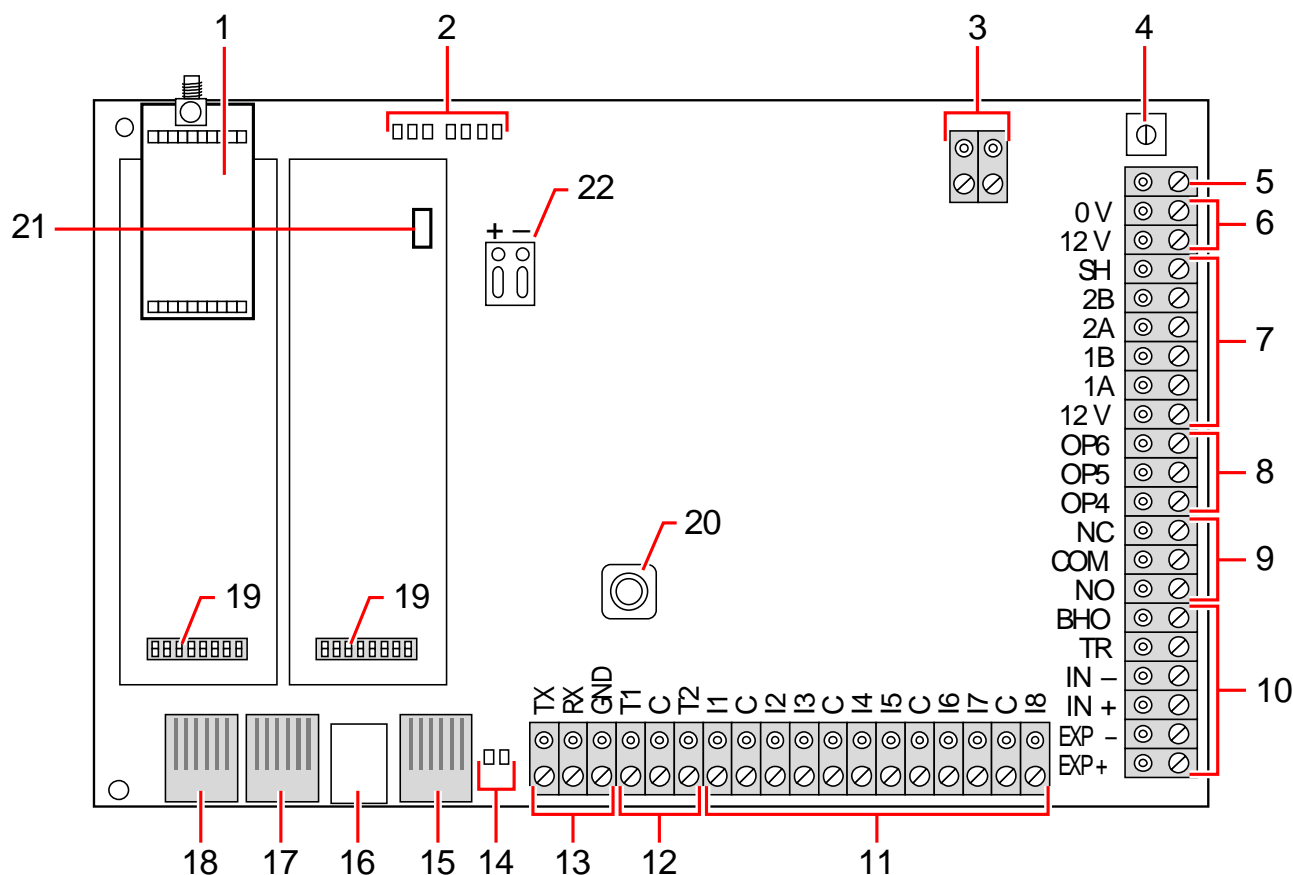 1 2 3 4
5
0 V
6
12 V
22
21
+ −
SH
2B
2A
7
1B
1A
12 V
OP6
OP5
8
OP4
NC
COM
9
NO
20
19 19
BHO
TR
IN −
10
IN +
EXP −
EXP+
TX RX GND T1 C T2 I1 C I2 I3 C I4 I5 C I6 I7 C I8
18 17 16 15 14 13 12 11